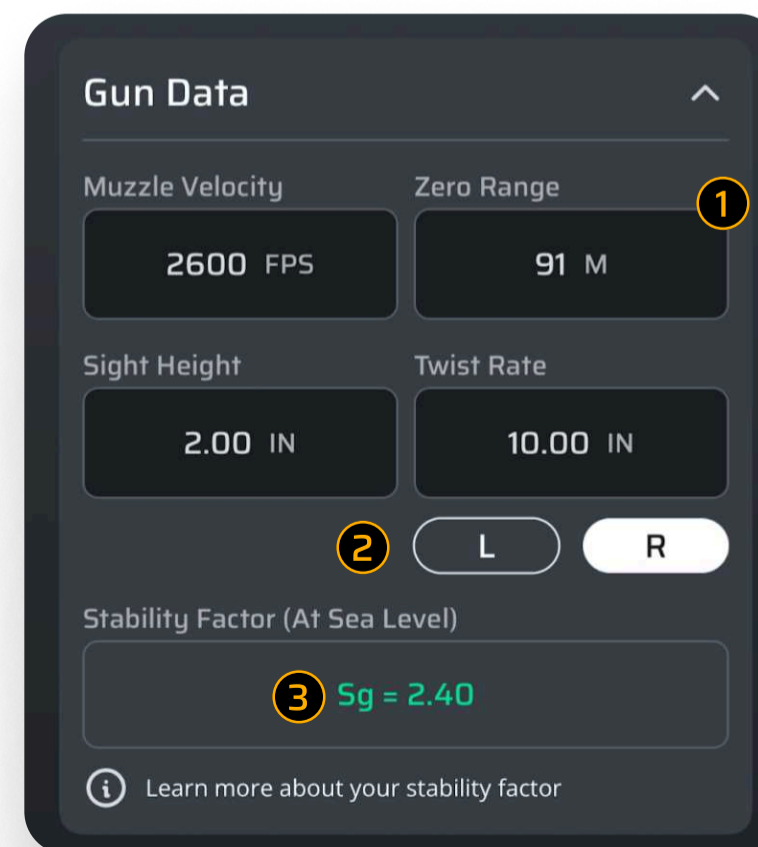 Gun Data
Muzzle Velocity Zero Range
1
2600 FPS 91 M
Sight Height Twist Rate
2.00 IN 10.00 IN
2 L R
Stability Factor (At Sea Level)
3 Sg = 2.40
i Learn more about your stability factor